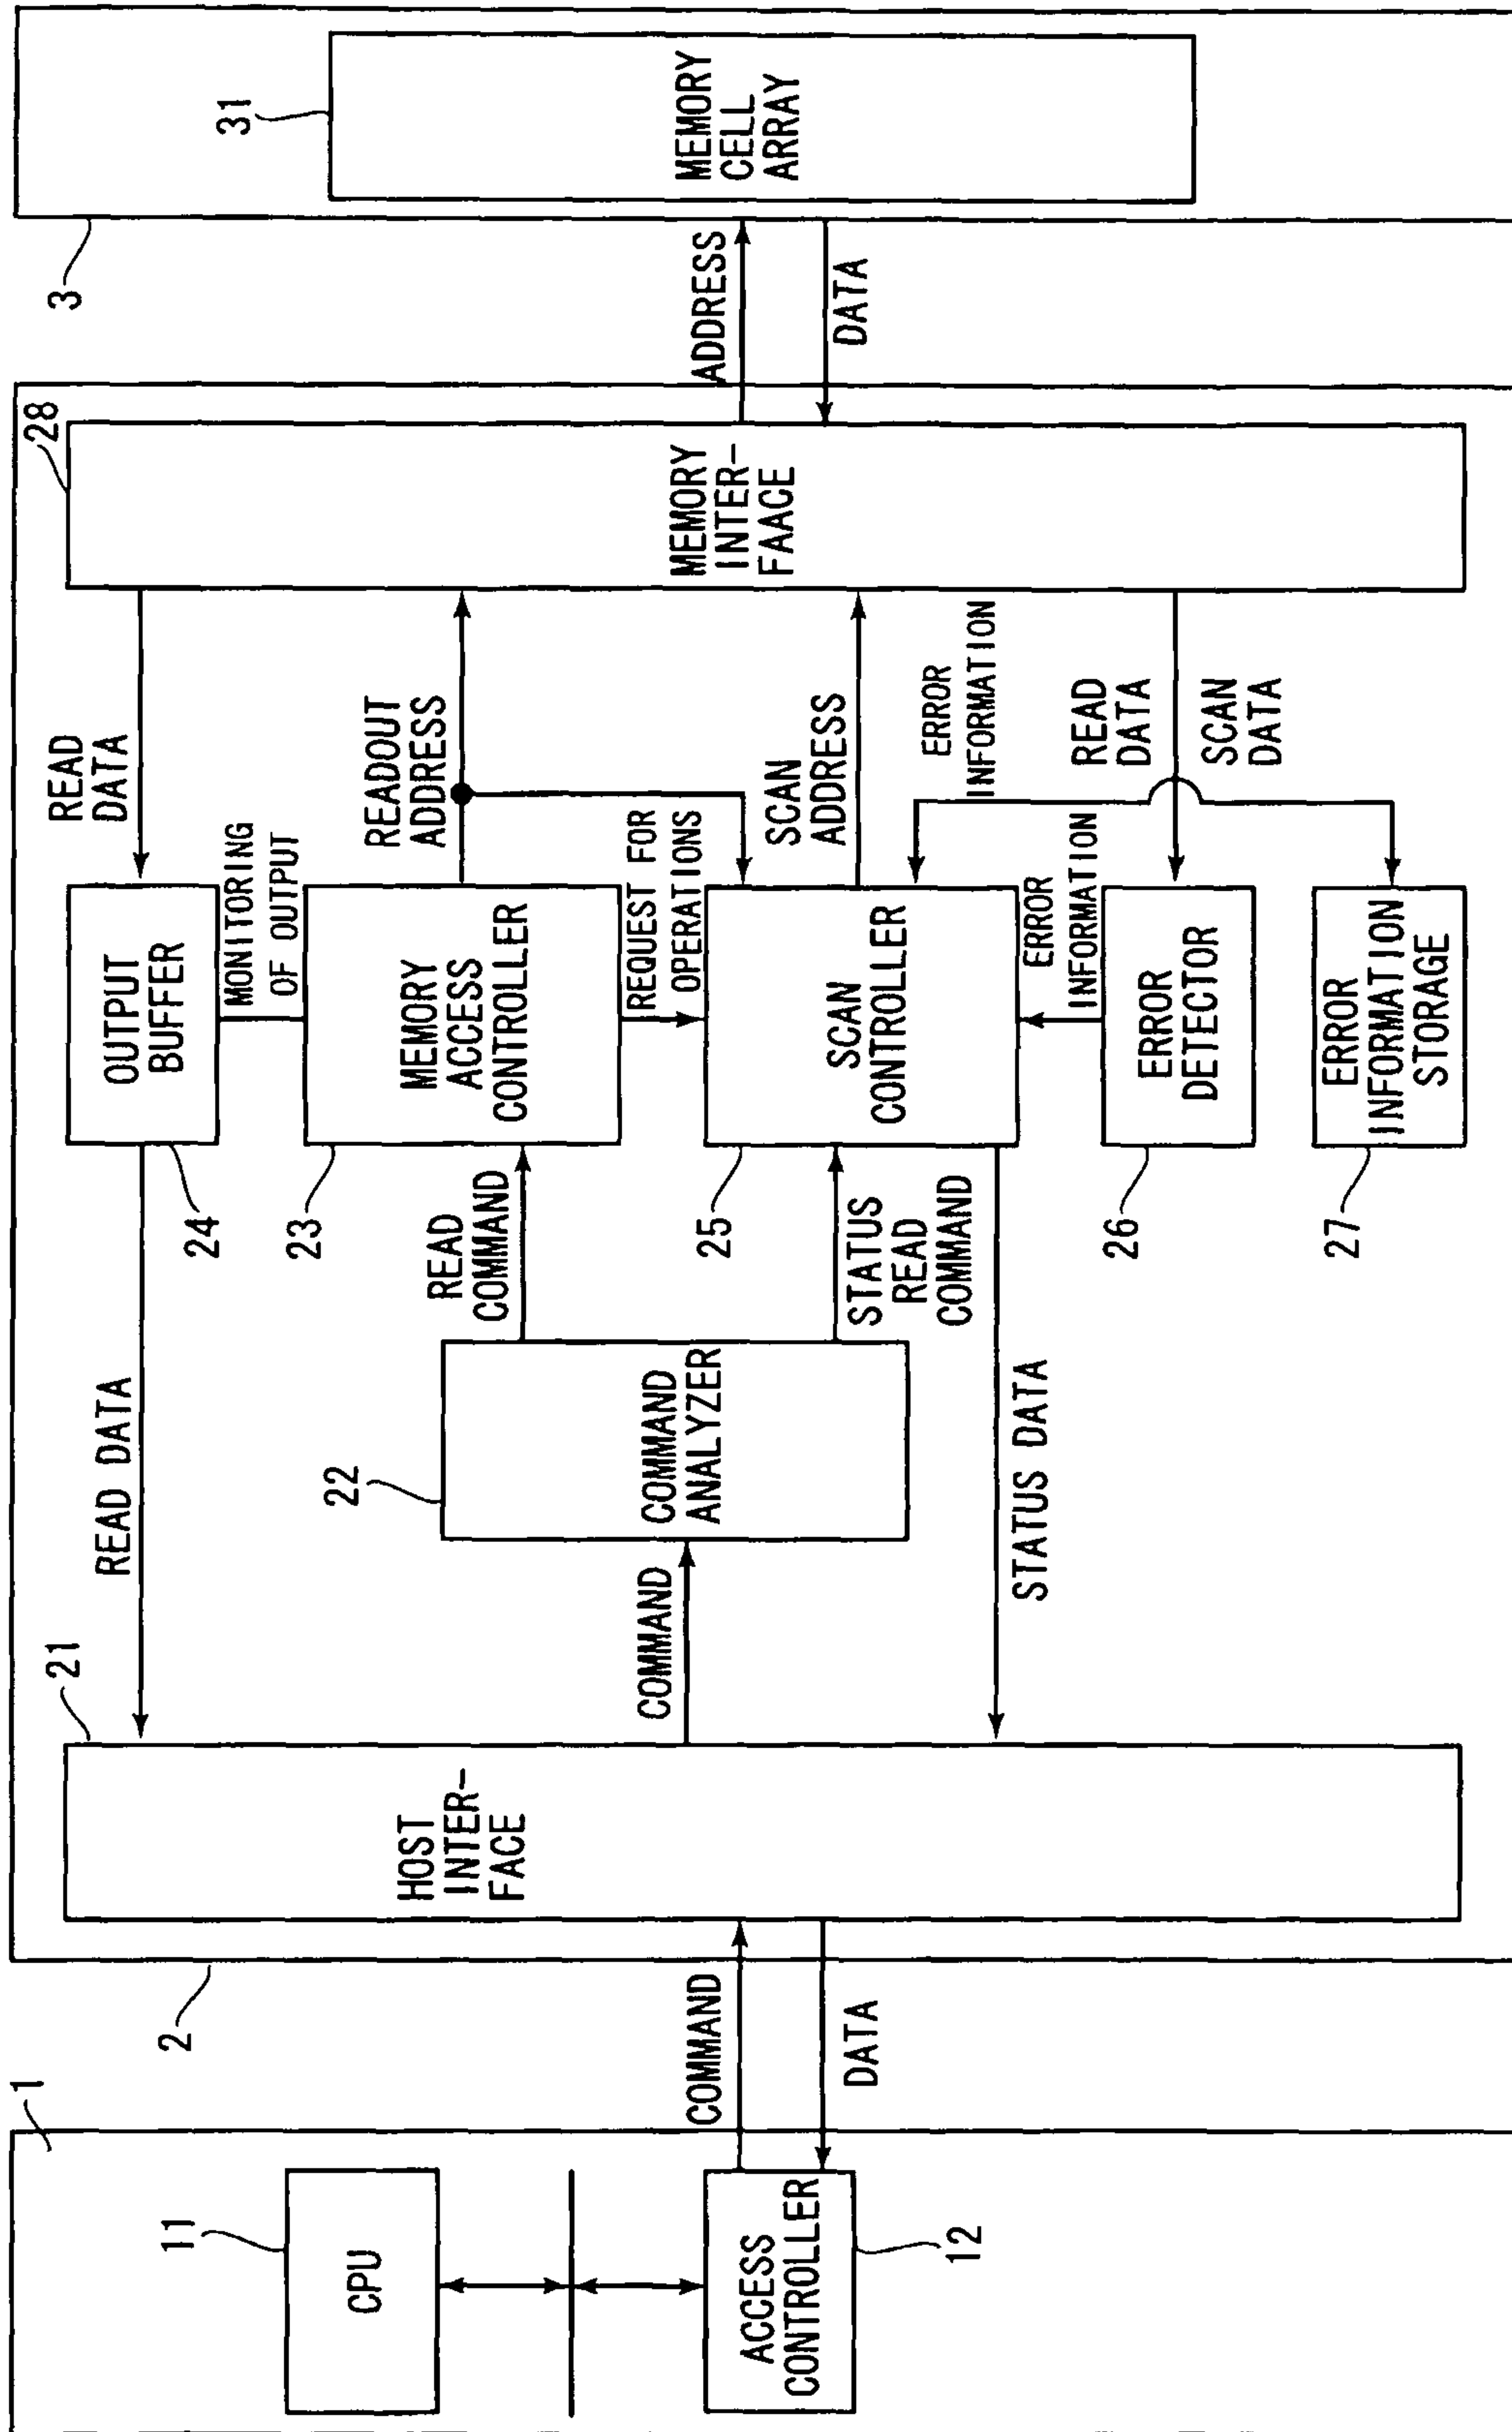 1
11
CPU
ACCESS
CONTROLLER
12
COMMAND
DATA
2
21
HOST
INTER-
FACE
READ DATA
COMMAND
STATUS DATA
22
COMMAND
ANALYZER
READ
COMMAND
STATUS
READ
COMMAND
24
OUTPUT
BUFFER
MONITORING
OF OUTPUT
23
MEMORY
ACCESS
CONTROLLER
REQUEST FOR
OPERATIONS
25
SCAN
CONTROLLER
ERROR
INFORMATION
26
ERROR
DETECTOR
27
ERROR
INFORMATION
STORAGE
READ
DATA
READOUT
ADDRESS
SCAN
ADDRESS
ERROR
INFORMATION
READ
DATA
SCAN
DATA
28
MEMORY
INTER-
FAACE
ADDRESS
DATA
3
31
MEMORY
CELL
ARRAY